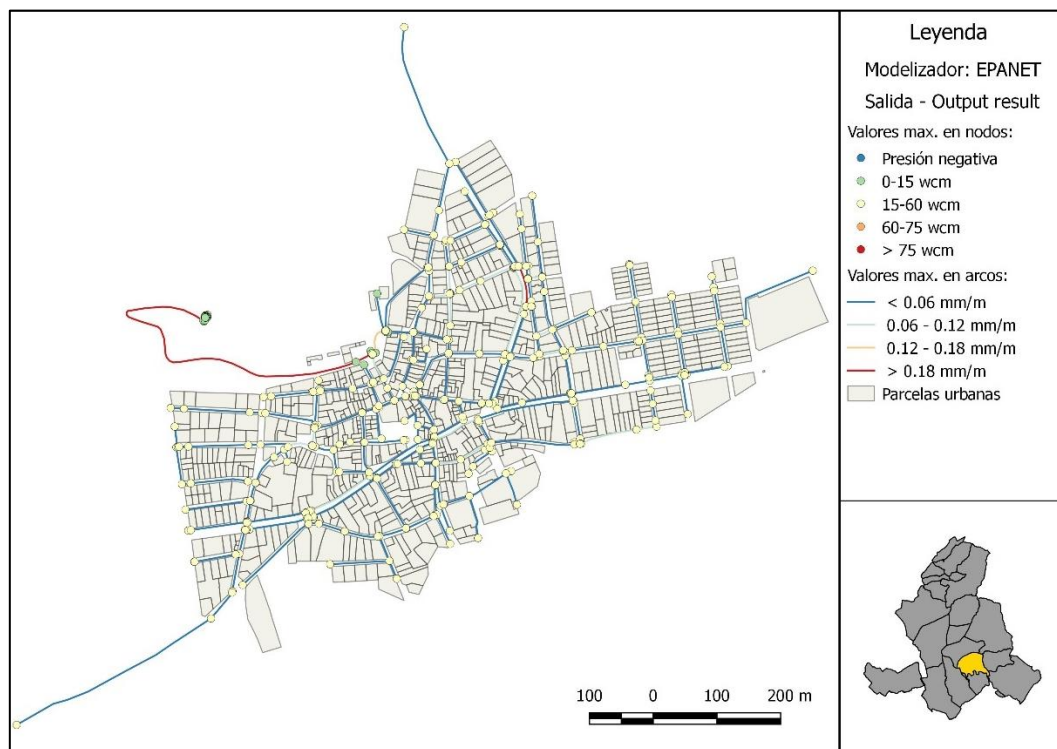 Leyenda
Modelizador: EPANET
Salida - Output result
Valores max. en nodos:
Presión negativa
0-15 wcm
15-60 wcm
60-75 wcm
> 75 wcm
Valores max. en arcos:
< 0.06 mm/m
0.06 - 0.12 mm/m
0.12 - 0.18 mm/m
> 0.18 mm/m
Parcelas urbanas
100 0 100 200 m